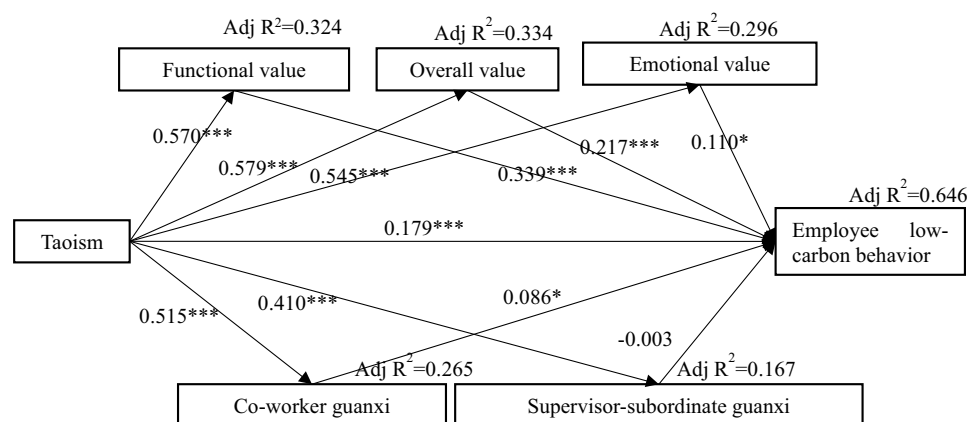 Adj R²=0.324
Adj R²=0.334
Adj R²=0.296
Functional value
Overall value
Emotional value
0.570***
0.579***
0.545***
0.339***
0.217***
0.110*
Adj R²=0.646
Taoism
0.179***
Employee low-
carbon behavior
0.515***
0.410***
0.086*
-0.003
Adj R²=0.265
Adj R²=0.167
Co-worker guanxi
Supervisor-subordinate guanxi